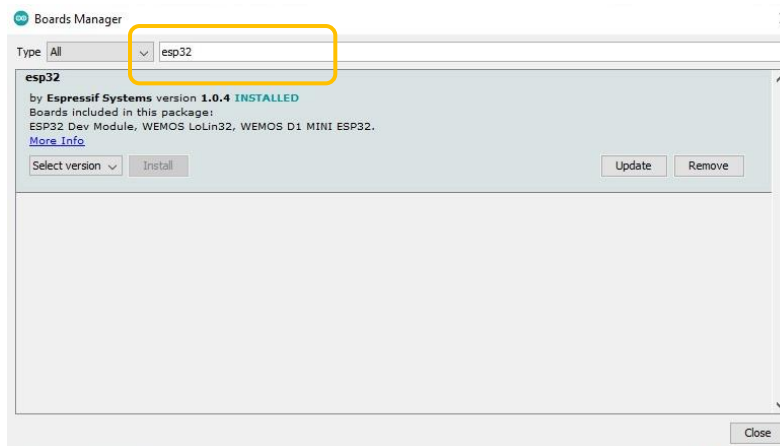 Boards Manager
Type All esp32
esp32
by Espressif Systems version 1.0.4 INSTALLED
Boards included in this package:
ESP32 Dev Module, WEMOS LoLin32, WEMOS D1 MINI ESP32.
More Info
Select version Install Update Remove
Close